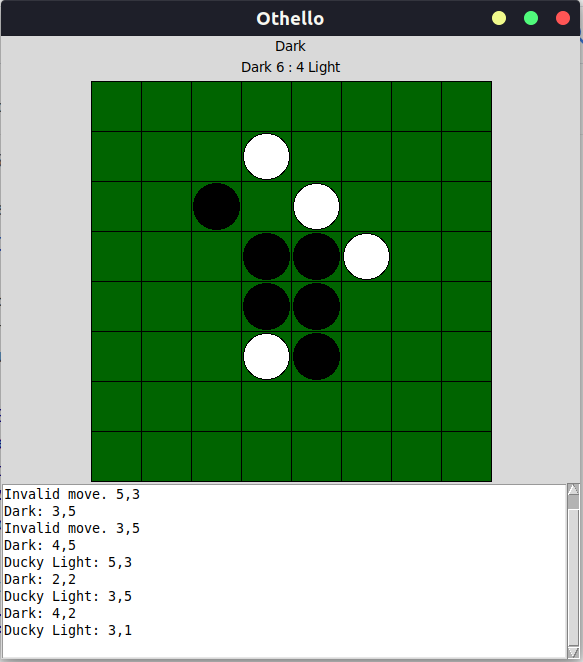 Othello
Dark
Dark 6 : 4 Light
Invalid move. 5,3
Dark: 3,5
Invalid move. 3,5
Dark: 4,5
Ducky Light: 5,3
Dark: 2,2
Ducky Light: 3,5
Dark: 4,2
Ducky Light: 3,1